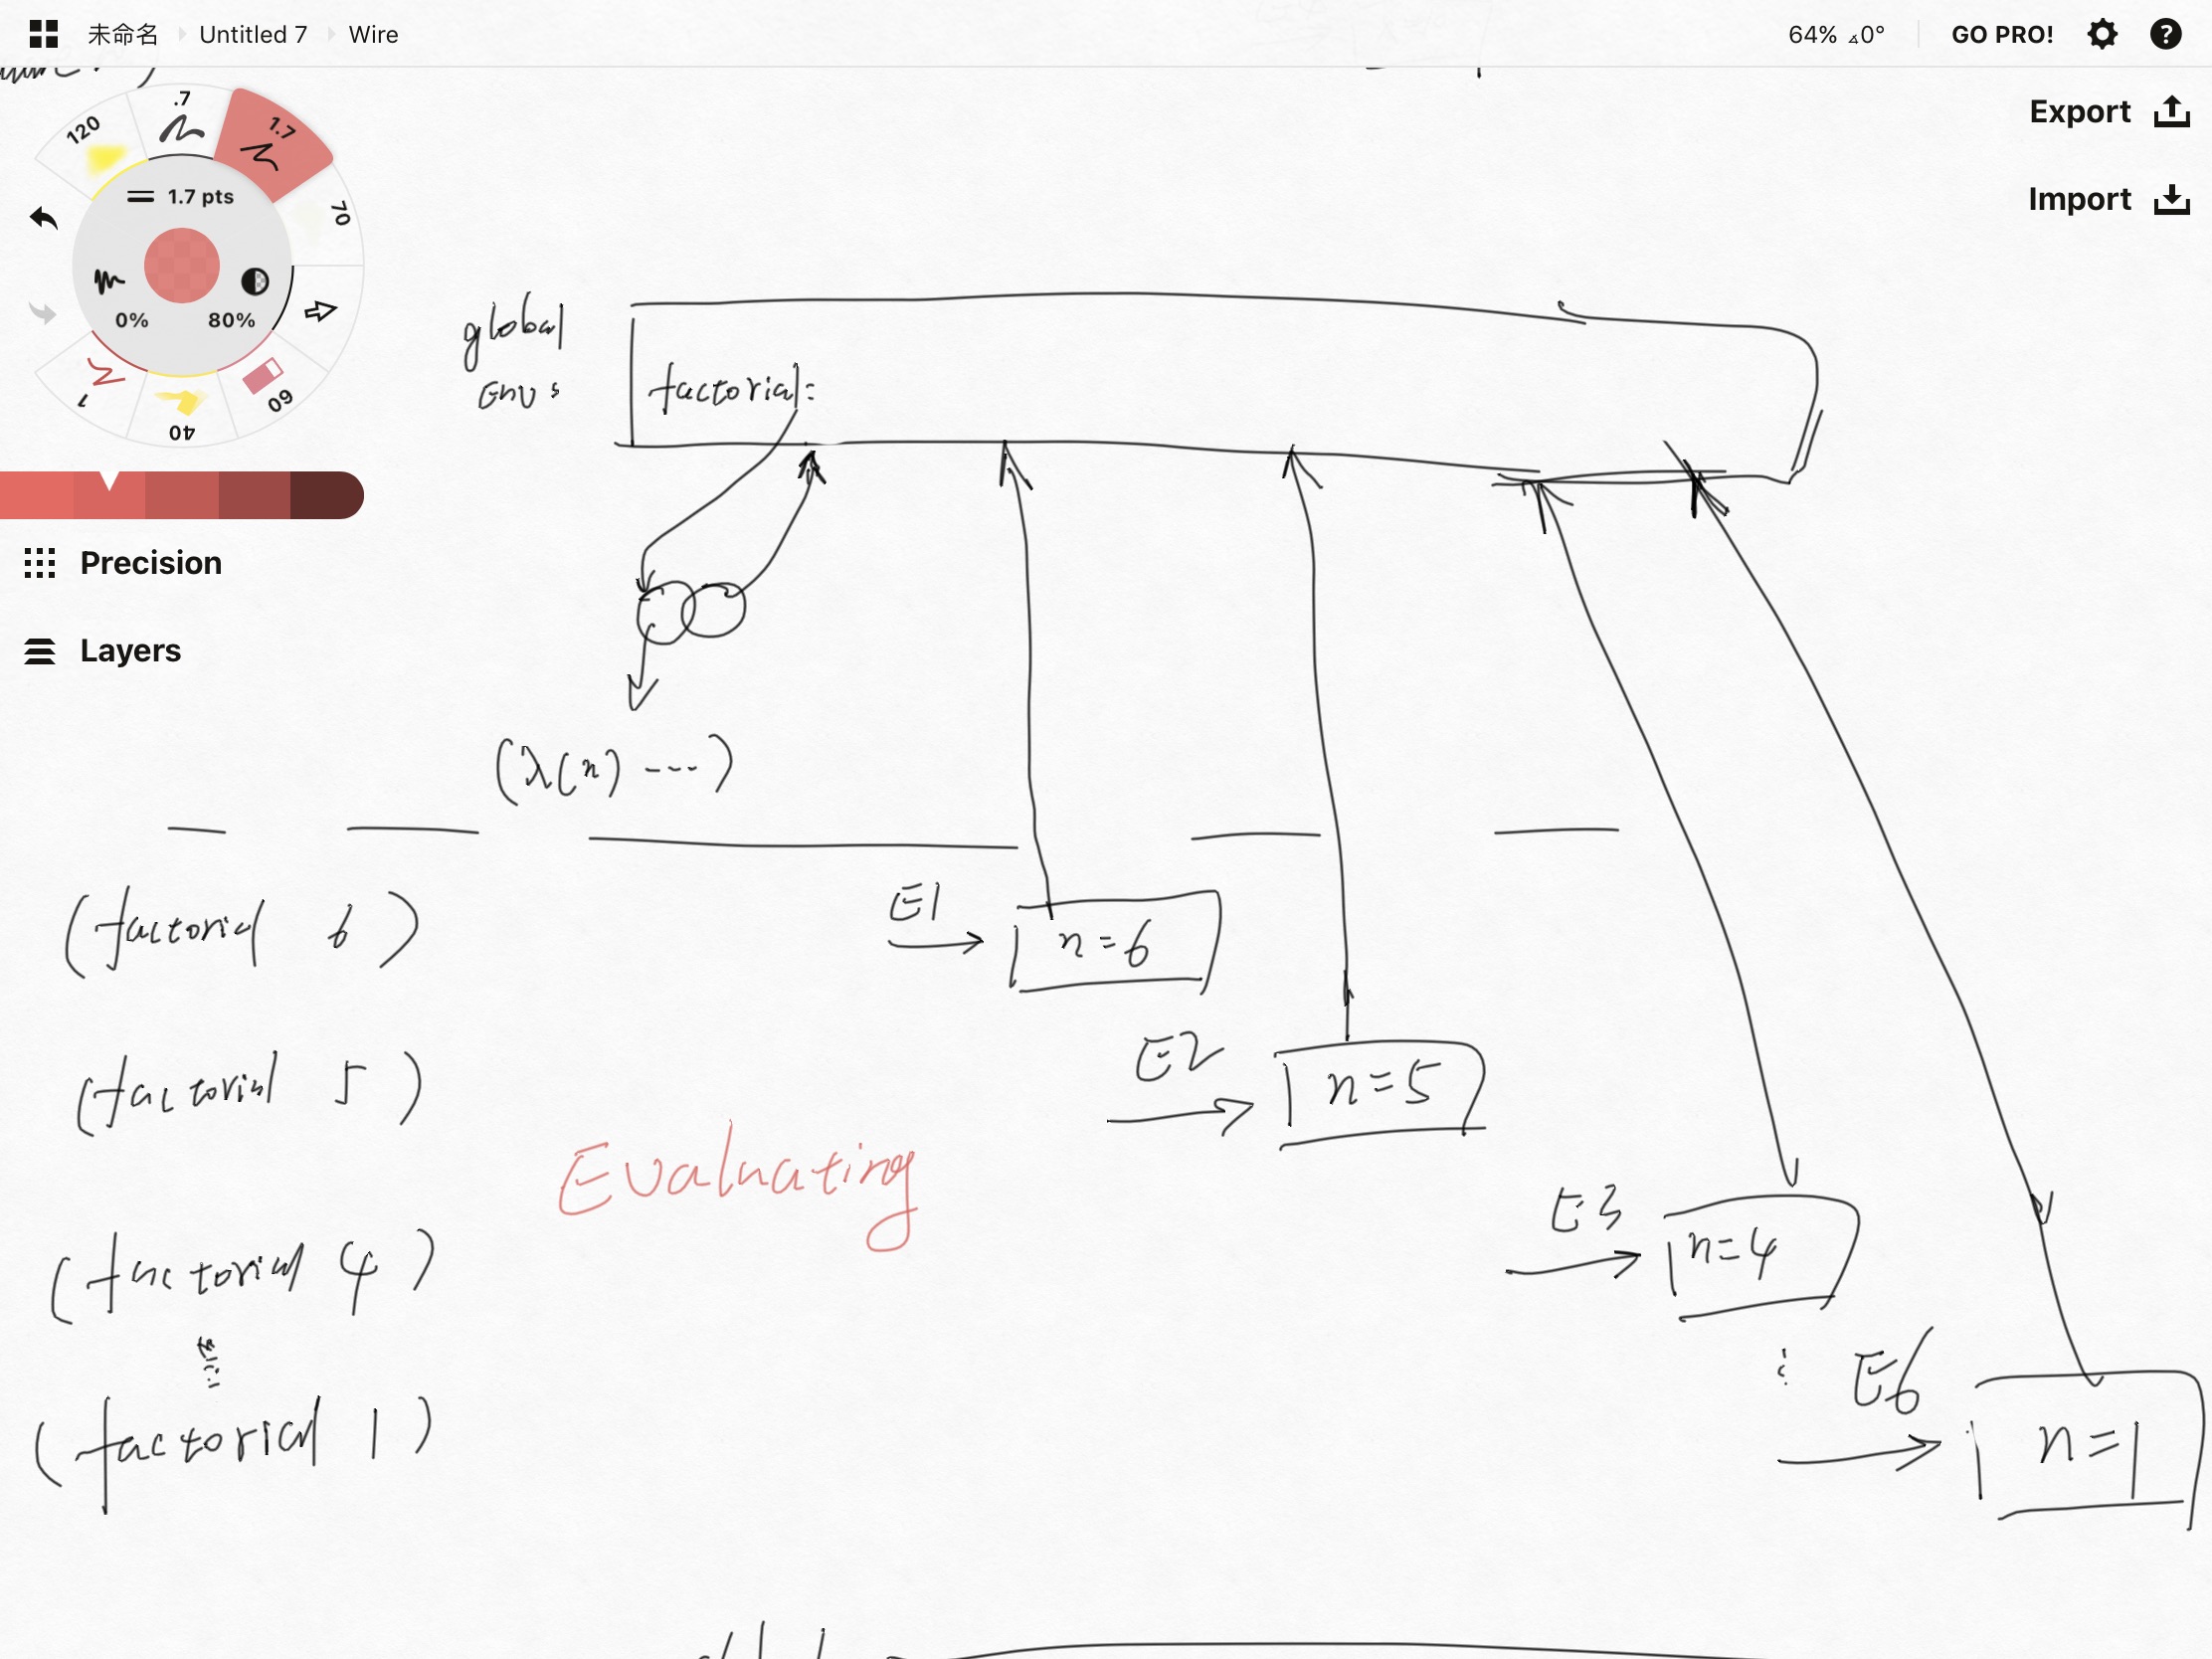 未命名 Untitled 7 Wire
64% ∡0° GO PRO! ?
Export
Import
120
.7
1.7
70
60
40
1
1.7 pts
0% 80%
Precision
Layers
global
env :
factorial:
(λ(n) ----)
(factorial 6)
E1
n=6
(factorial 5)
E2
n=5
Evaluating
(factorial 4)
E3
n=4
(factorial 1)
E6
n=1